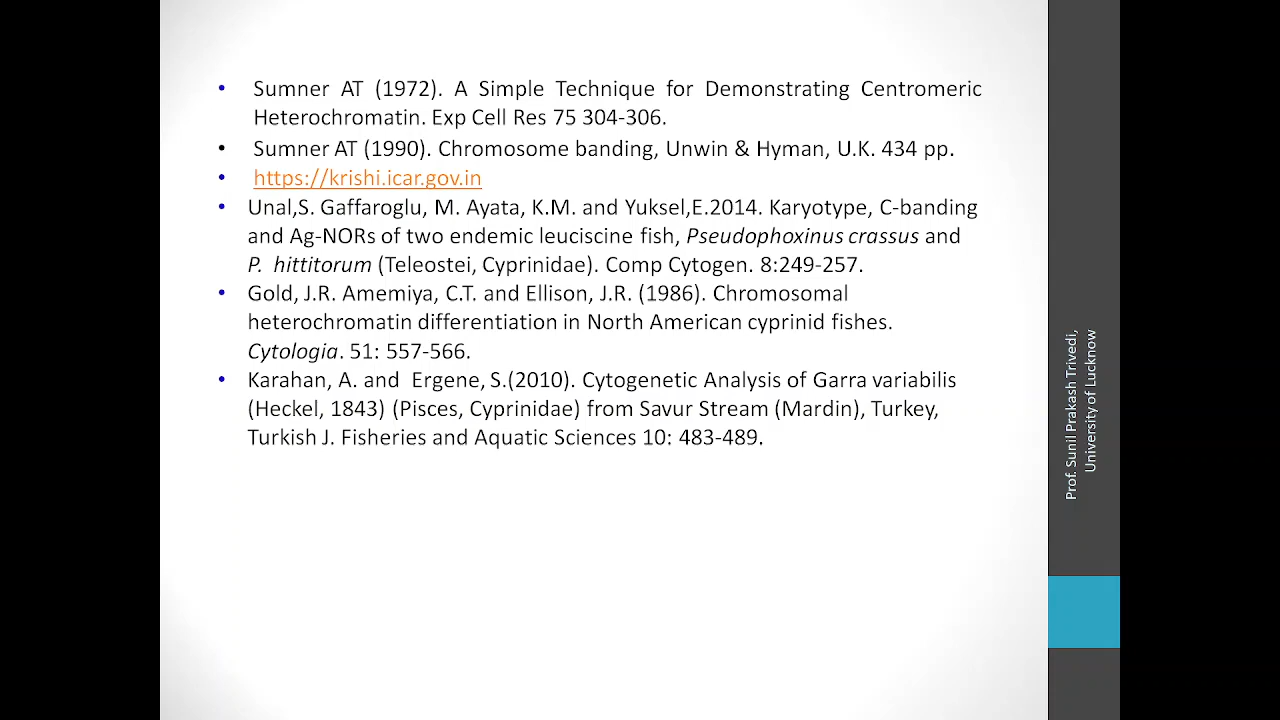 • Sumner AT (1972). A Simple Technique for Demonstrating Centromeric
Heterochromatin. Exp Cell Res 75 304-306.
• Sumner AT (1990). Chromosome banding, Unwin & Hyman, U.K. 434 pp.
• https://krishi.icar.gov.in
• Unal,S. Gaffaroglu, M. Ayata, K.M. and Yuksel,E.2014. Karyotype, C-banding
and Ag-NORs of two endemic leuciscine fish, Pseudophoxinus crassus and
P. hittitorum (Teleostei, Cyprinidae). Comp Cytogen. 8:249-257.
• Gold, J.R. Amemiya, C.T. and Ellison, J.R. (1986). Chromosomal
heterochromatin differentiation in North American cyprinid fishes.
Cytologia. 51: 557-566.
• Karahan, A. and Ergene, S.(2010). Cytogenetic Analysis of Garra variabilis
(Heckel, 1843) (Pisces, Cyprinidae) from Savur Stream (Mardin), Turkey,
Turkish J. Fisheries and Aquatic Sciences 10: 483-489.
Prof. Sunil Prakash Trivedi,
University of Lucknow